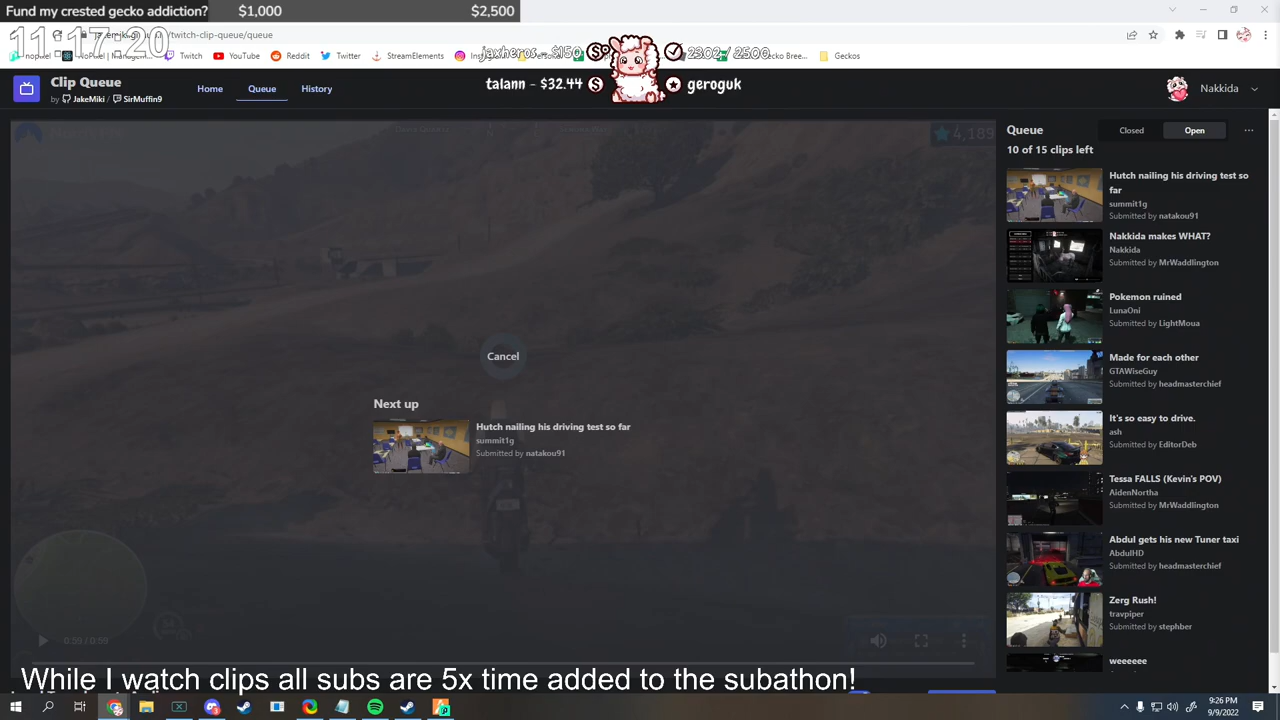 Fund my crested gecko addiction? $1,000 $2,500
11:17:20
/twitch-clip-queue/queue
jaxheros - $150 2302 / 2500
Twitch YouTube Reddit Twitter StreamElements Geckos
talann - $32.44 geroguk
Clip Queue
by JakeMiki / SirMuffin9
Home Queue History
Nakkida
4,189
Queue Closed Open ...
10 of 15 clips left
Hutch nailing his driving test so far
summit1g
Submitted by natakou91
Nakkida makes WHAT?
Nakkida
Submitted by MrWaddlington
Pokemon ruined
LunaOni
Submitted by LightMoua
Made for each other
GTAWiseGuy
Submitted by headmasterchief
It's so easy to drive.
ash
Submitted by EditorDeb
Tessa FALLS (Kevin's POV)
AidenNortha
Submitted by MrWaddlington
Abdul gets his new Tuner taxi
AbdulHD
Submitted by headmasterchief
Zerg Rush!
travpiper
Submitted by stephber
weeeeee
Cancel
Next up
Hutch nailing his driving test so far
summit1g
Submitted by natakou91
0:59 / 0:59
While I watch clips all subs are 5x time added to the subathon!
9:26 PM
9/9/2022